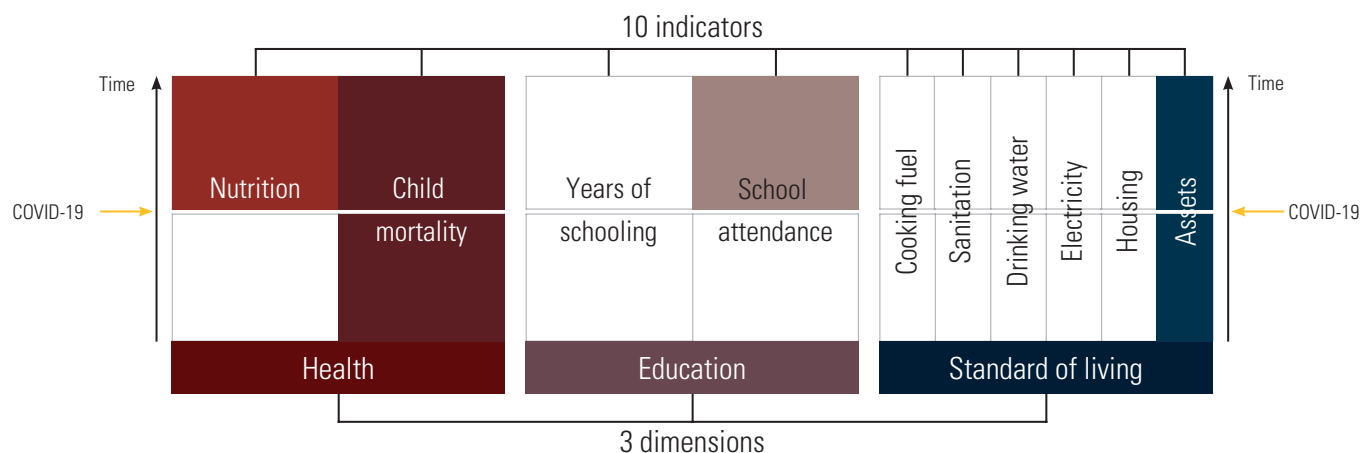 10 indicators
Time
Time
Nutrition
Child
mortality
Years of
schooling
School
attendance
Cooking fuel
Sanitation
Drinking water
Electricity
Housing
Assets
COVID-19
COVID-19
Health
Education
Standard of living
3 dimensions